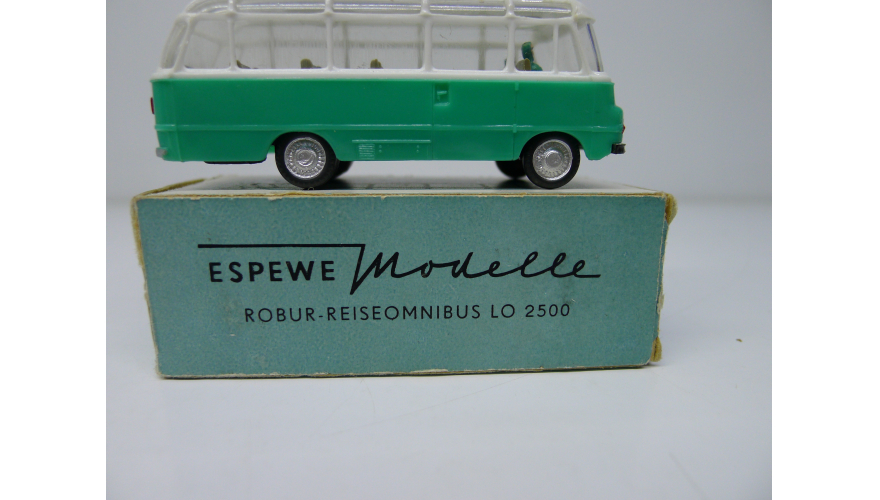 ESPEWE Modelle
ROBUR-REISEOMNIBUS LO 2500